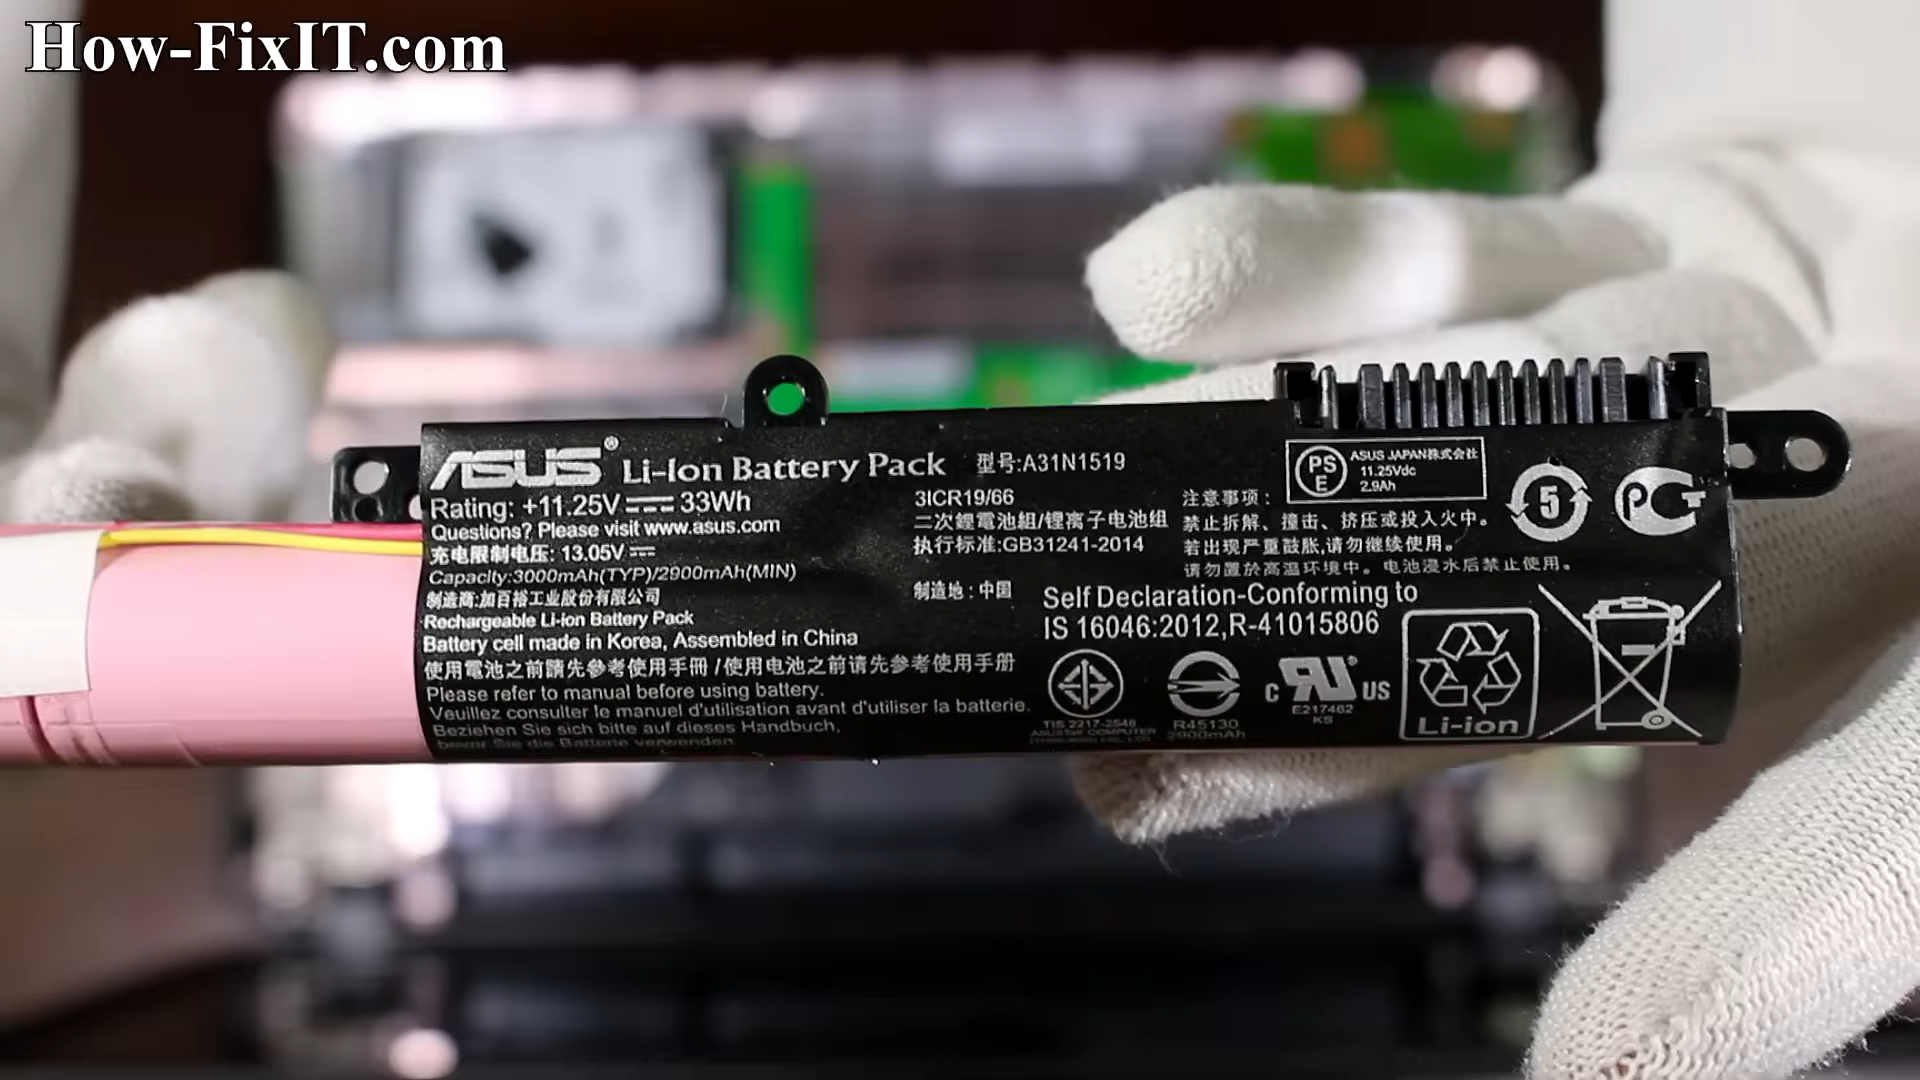 How-FixIT.com
ASUS® Li-Ion Battery Pack 型号:A31N1519
Rating: +11.25V⎓33Wh
Questions? Please visit www.asus.com
充电限制电压: 13.05V⎓
Capacity:3000mAh(TYP)/2900mAh(MIN)
制造商:加百裕工业股份有限公司
Rechargeable Li-ion Battery Pack
Battery cell made in Korea, Assembled in China
使用電池之前請先參考使用手冊/使用电池之前请先参考使用手册
Please refer to manual before using battery.
Veuillez consulter le manuel d'utilisation avant d'utiliser la batterie.
Beziehen Sie sich bitte auf dieses Handbuch,
bevor Sie die Batterie verwenden
3ICR19/66
二次鋰電池組/锂离子电池组
执行标准:GB31241-2014
制造地:中国
注意事项:
禁止拆解、撞击、挤压或投入火中。
若出现严重鼓胀,请勿继续使用。
请勿置於高温环境中。电池浸水后禁止使用。
PS
E
ASUS JAPAN株式会社
11.25Vdc
2.9Ah
5
Self Declaration-Conforming to
IS 16046:2012,R-41015806
TIS 2217-2548
R45130
2900mAh
c RU® US
E217462
KS
Li-ion